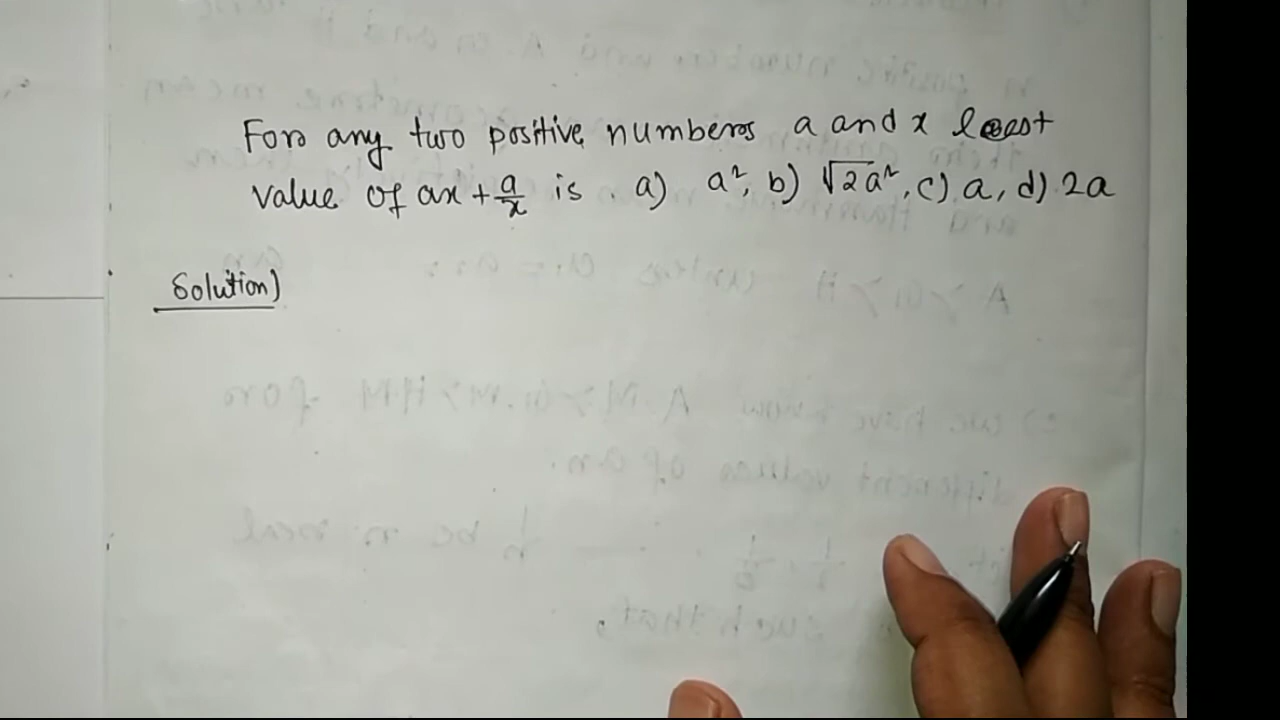 For any two positive numbers a and x least
value of ax + a/x is a) a², b) √2a², c) a, d) 2a
Solution)